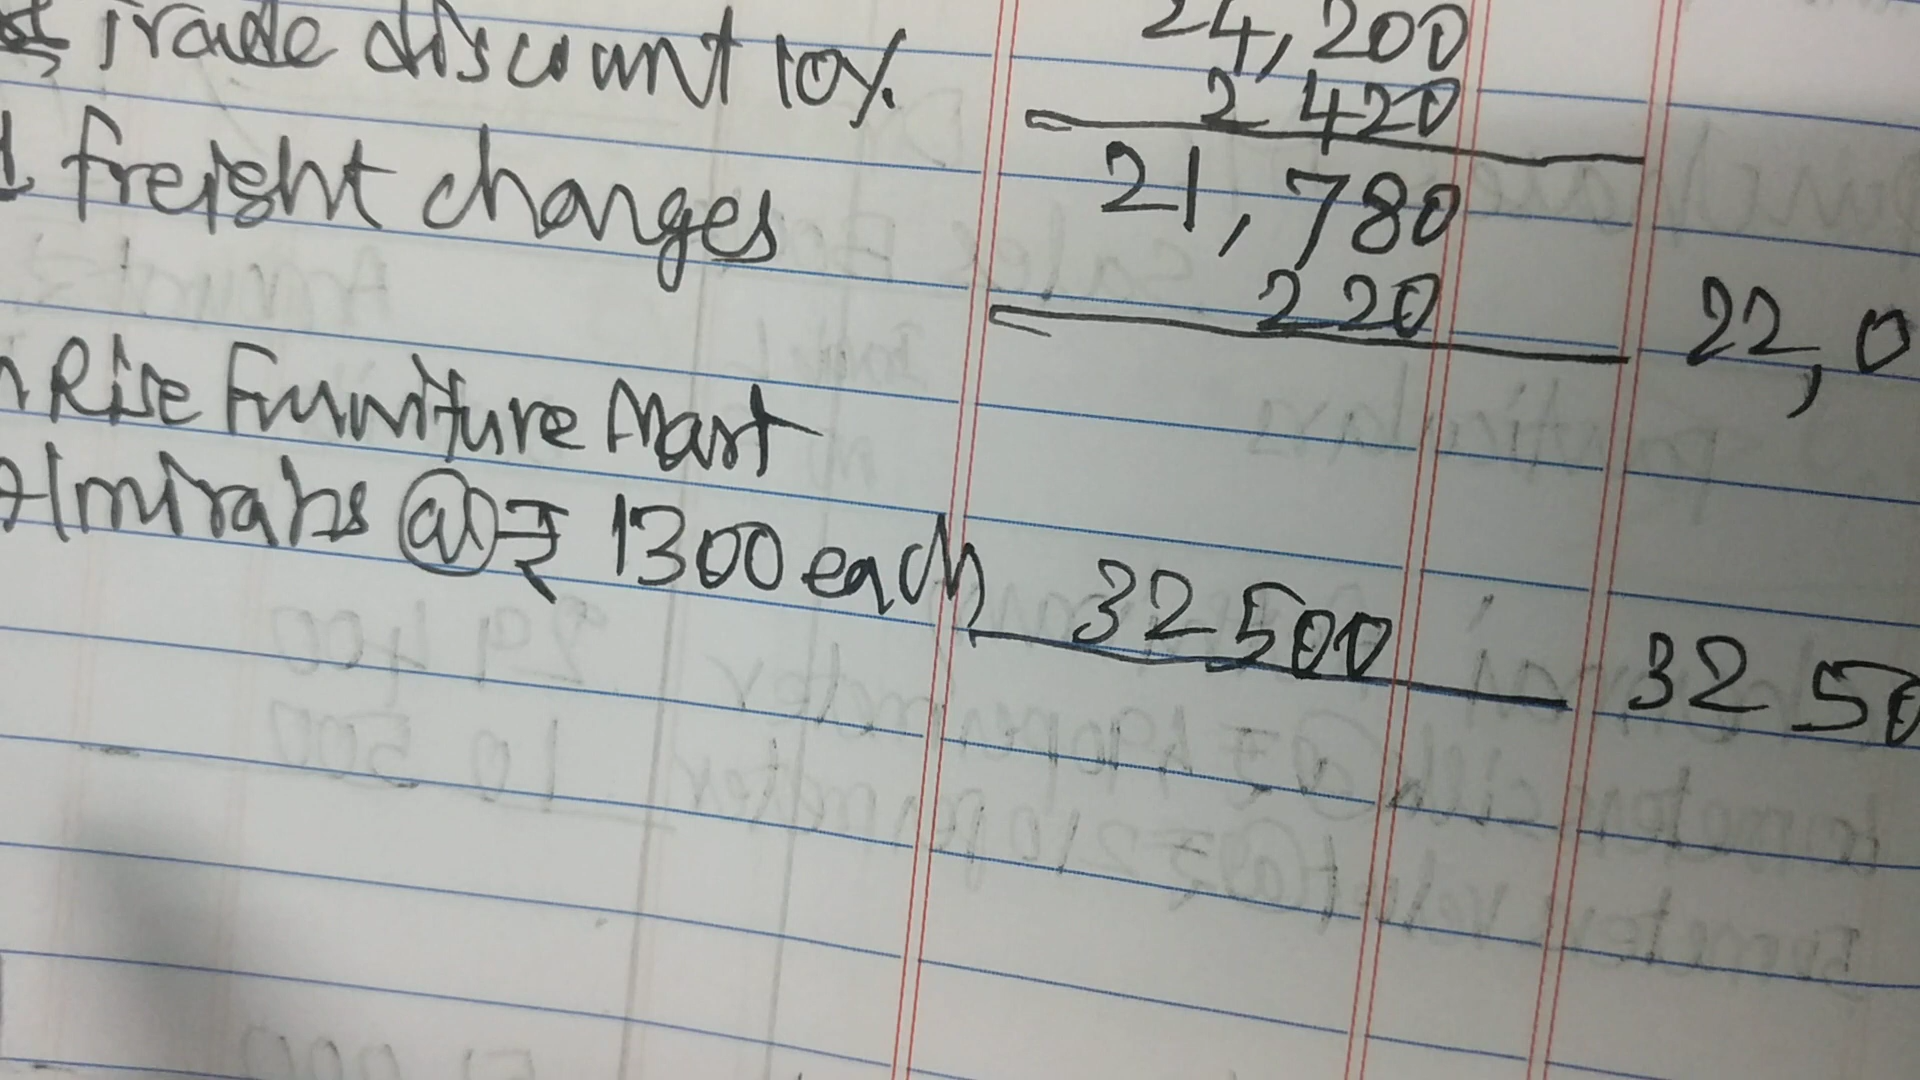 24,200
Trade discount 10%. 2 420
freight charges 21,780
220 22,0
Rise Furniture Mart
Almirahs @ ₹ 1300 each 32 500 32 50